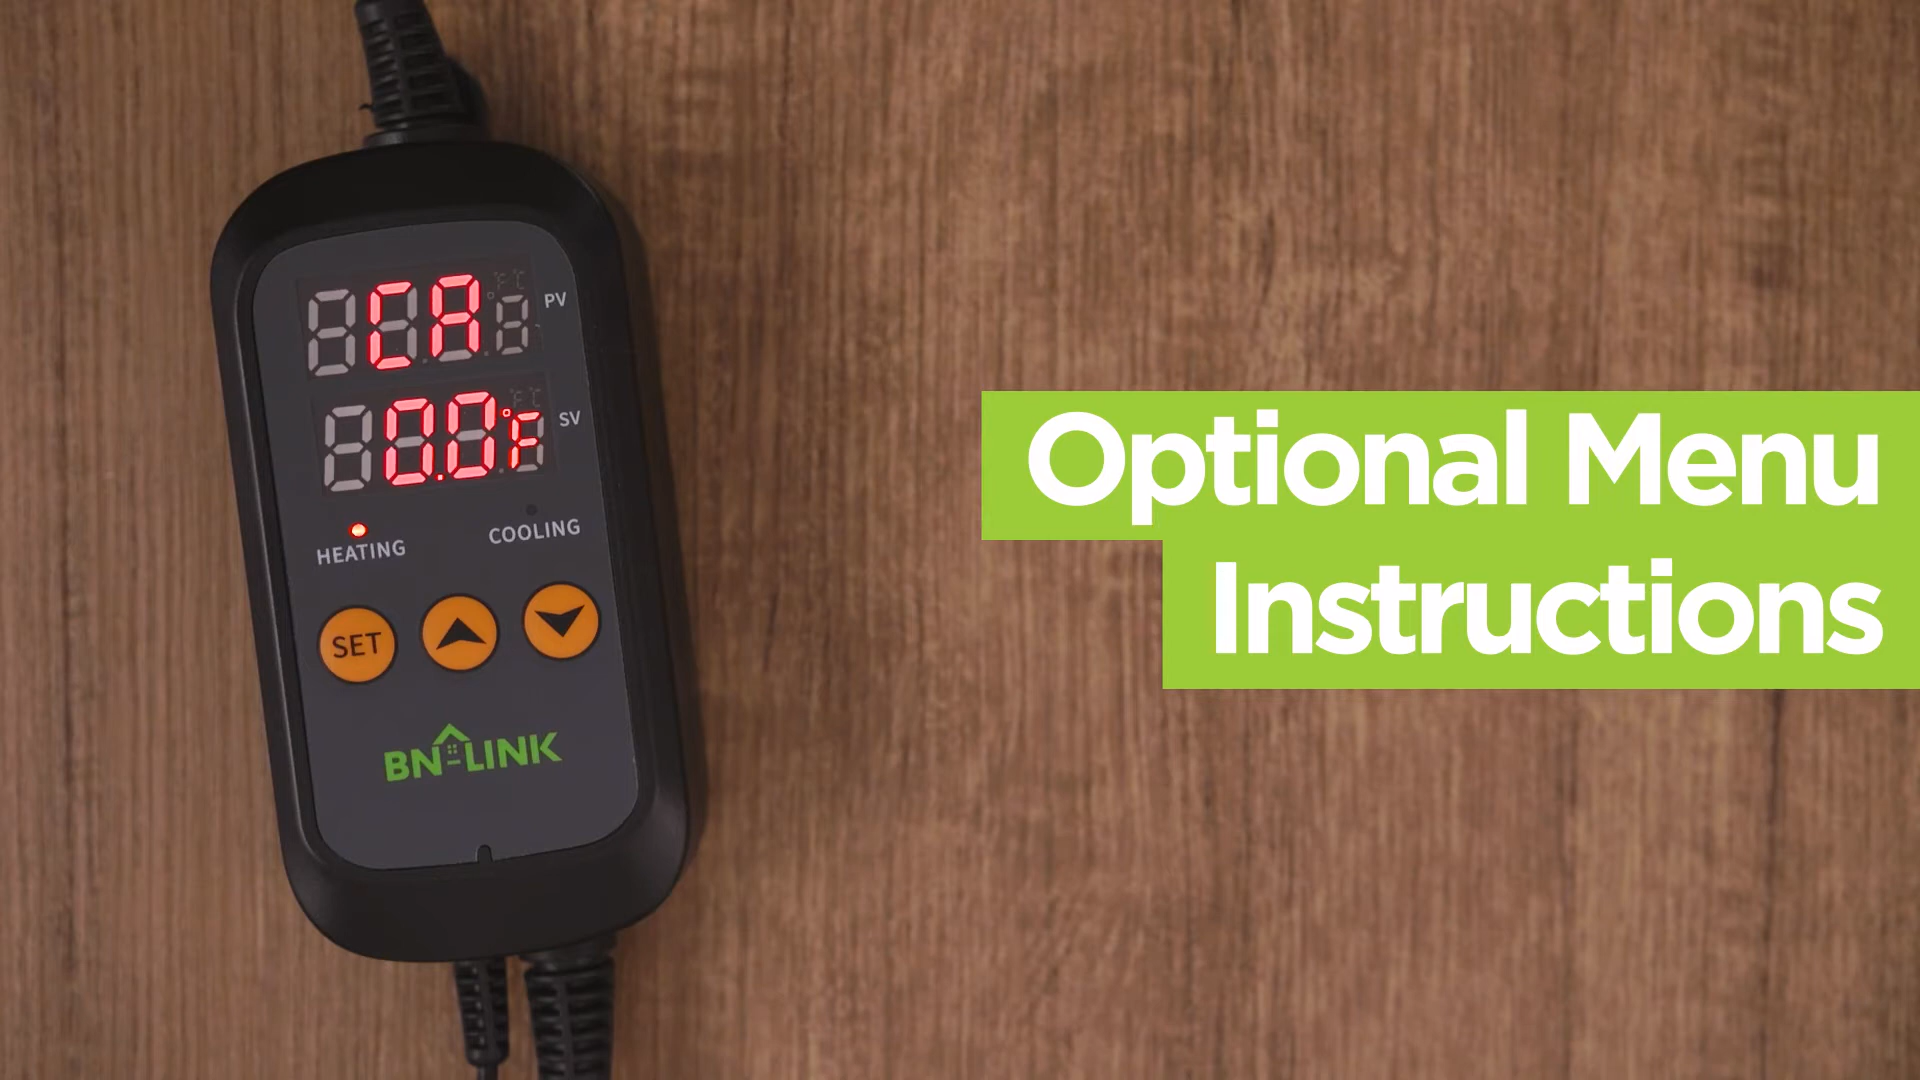 CA
PV
0.0°F
SV
HEATING
COOLING
SET
BN-LINK
Optional Menu
Instructions